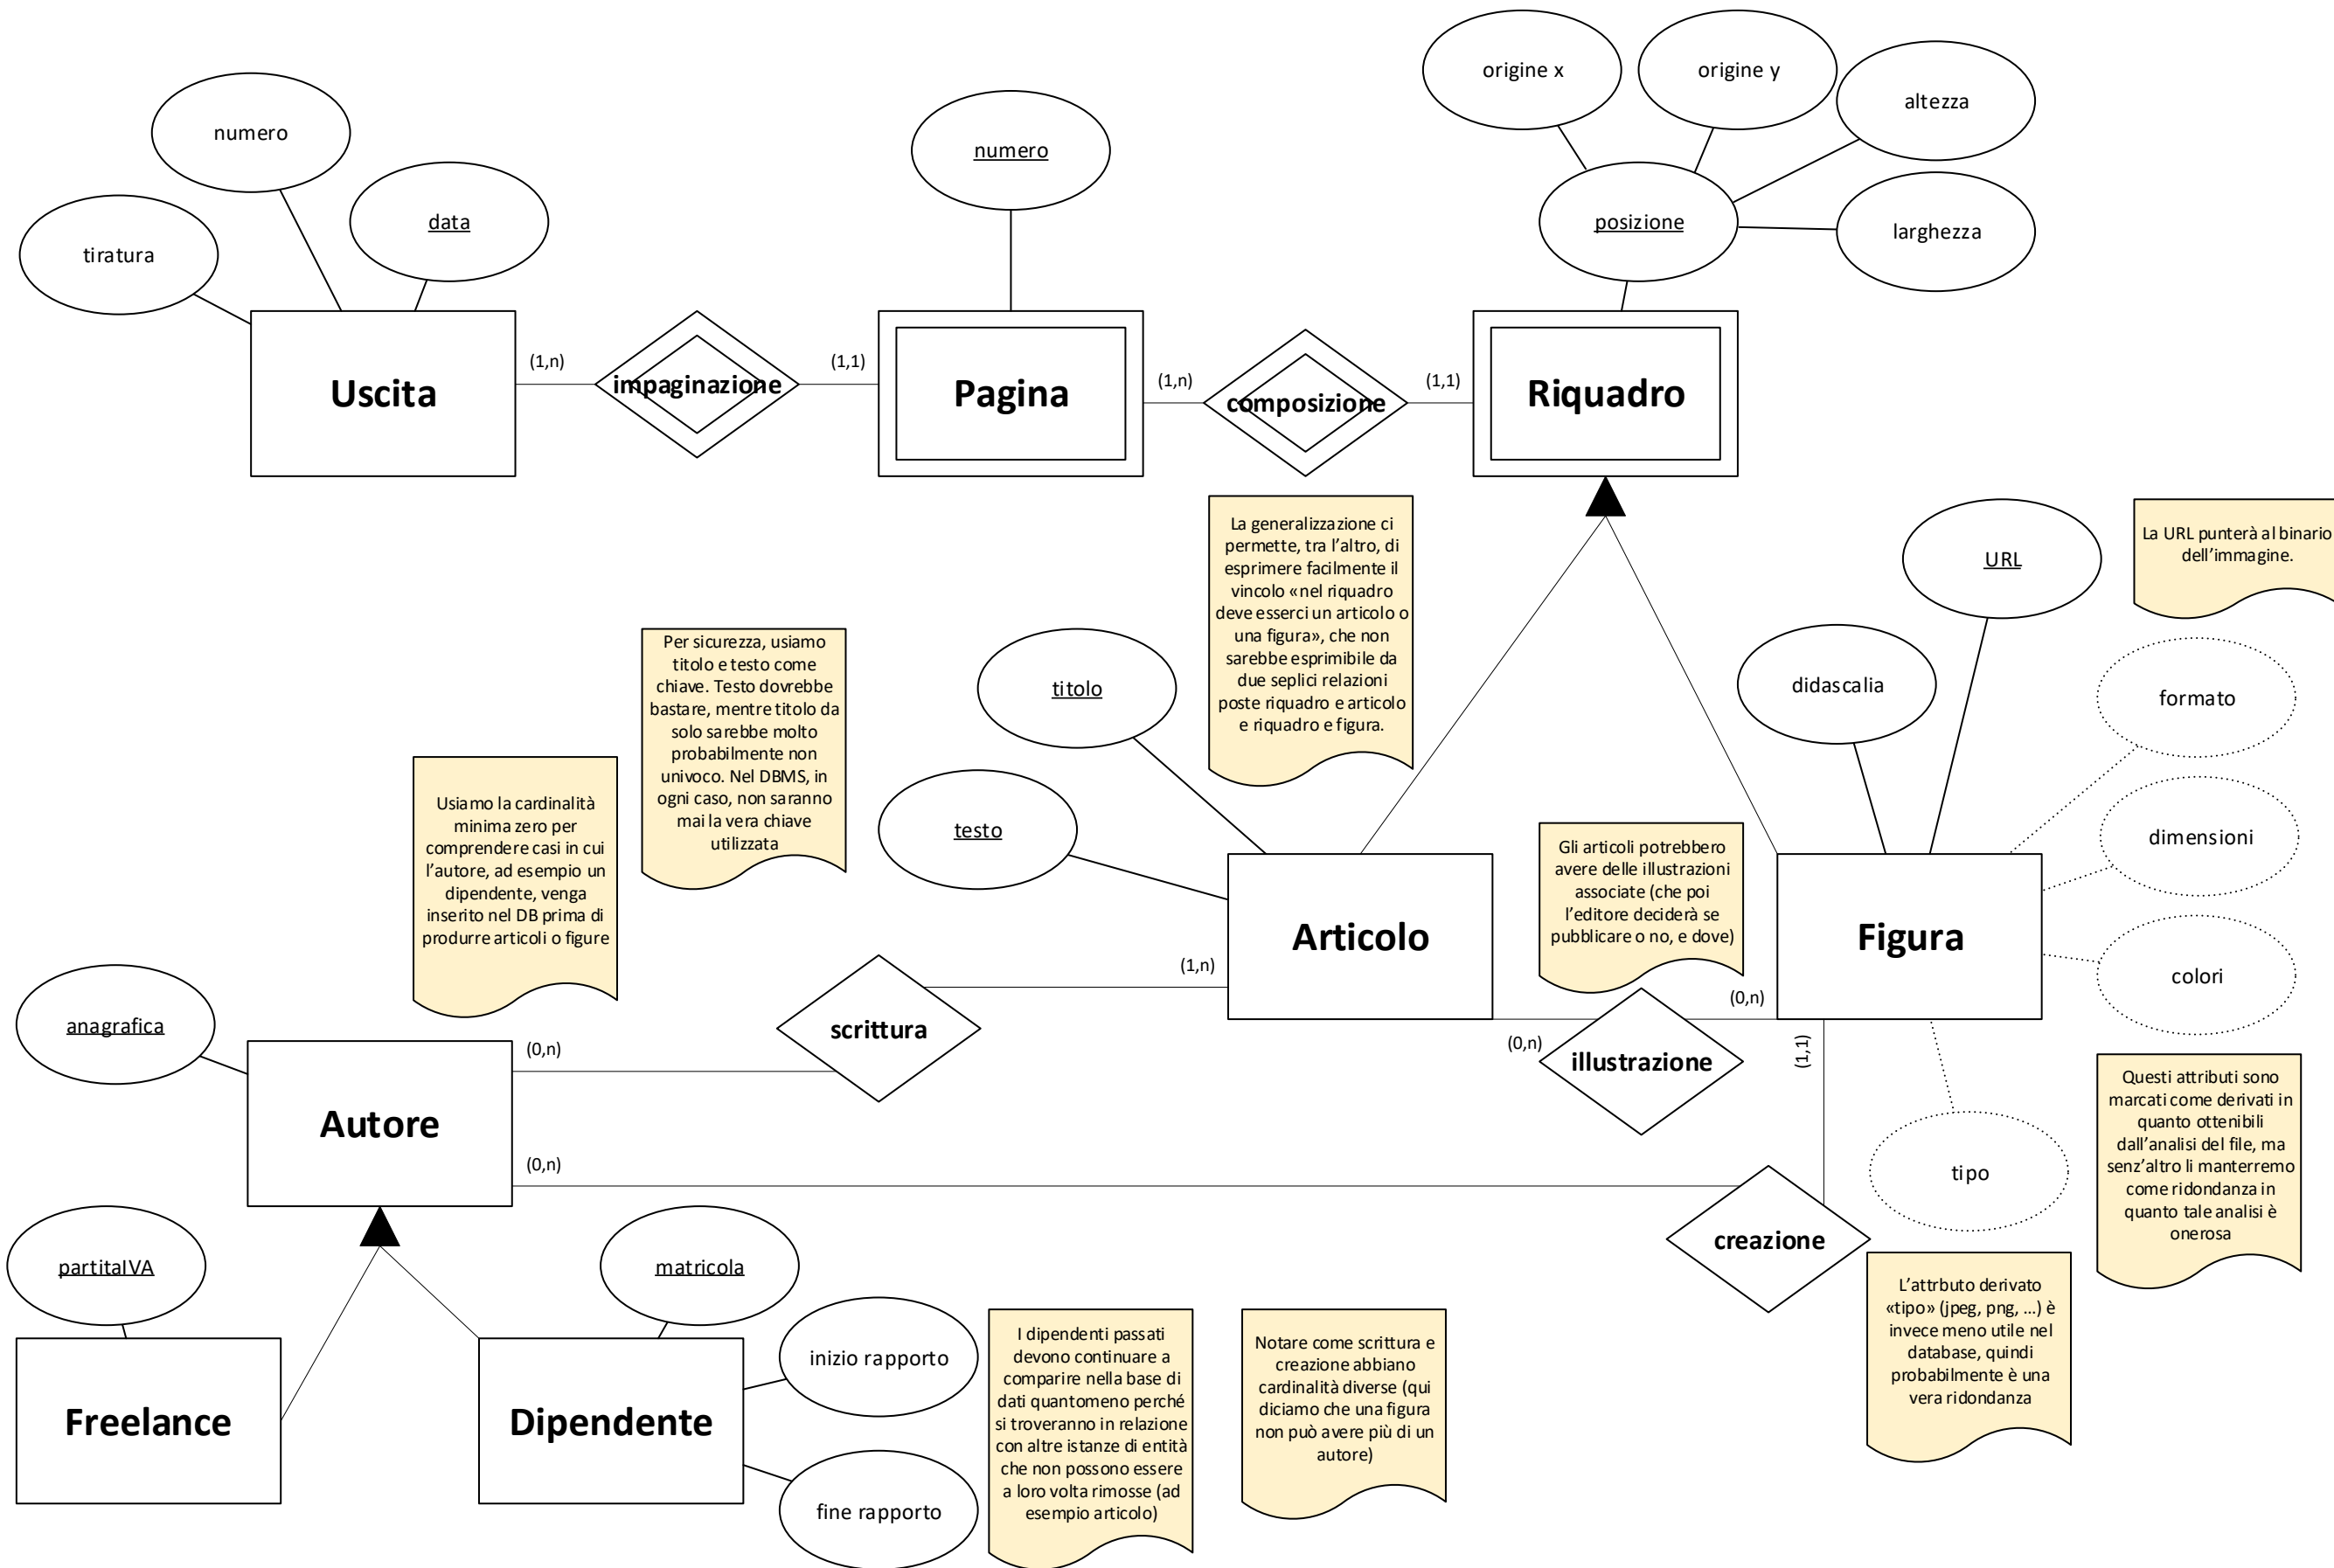 origine x
origine y
altezza
numero
numero
data
posizione
larghezza
tiratura
Uscita
(1,n)
impaginazione
(1,1)
Pagina
(1,n)
composizione
(1,1)
Riquadro
La generalizzazione ci
permette, tra l’altro, di
esprimere facilmente il
vincolo «nel riquadro
deve esserci un articolo o
una figura», che non
sarebbe esprimibile da
due seplici relazioni
poste riquadro e articolo
e riquadro e figura.
URL
La URL punterà al binario
dell’immagine.
Per sicurezza, usiamo
titolo e testo come
chiave. Testo dovrebbe
bastare, mentre titolo da
solo sarebbe molto
probabilmente non
univoco. Nel DBMS, in
ogni caso, non saranno
mai la vera chiave
utilizzata
titolo
didascalia
formato
Usiamo la cardinalità
minima zero per
comprendere casi in cui
l’autore, ad esempio un
dipendente, venga
inserito nel DB prima di
produrre articoli o figure
testo
dimensioni
Gli articoli potrebbero
avere delle illustrazioni
associate (che poi
l’editore deciderà se
pubblicare o no, e dove)
Articolo
Figura
colori
(1,n)
(0,n)
anagrafica
scrittura
(0,n)
(0,n)
illustrazione
(1,1)
Autore
(0,n)
Questi attributi sono
marcati come derivati in
quanto ottenibili
dall’analisi del file, ma
senz’altro li manterremo
come ridondanza in
quanto tale analisi è
onerosa
tipo
creazione
partitaIVA
matricola
L’attrbuto derivato
«tipo» (jpeg, png, …) è
invece meno utile nel
database, quindi
probabilmente è una
vera ridondanza
Freelance
Dipendente
inizio rapporto
fine rapporto
I dipendenti passati
devono continuare a
comparire nella base di
dati quantomeno perché
si troveranno in relazione
con altre istanze di entità
che non possono essere
a loro volta rimosse (ad
esempio articolo)
Notare come scrittura e
creazione abbiano
cardinalità diverse (qui
diciamo che una figura
non può avere più di un
autore)